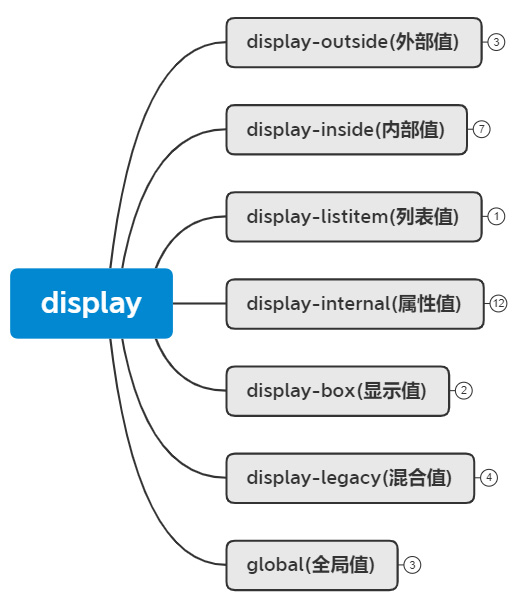 display-outside(外部值)
3
display-inside(内部值)
7
display-listitem(列表值)
1
display
display-internal(属性值)
12
display-box(显示值)
2
display-legacy(混合值)
4
global(全局值)
3